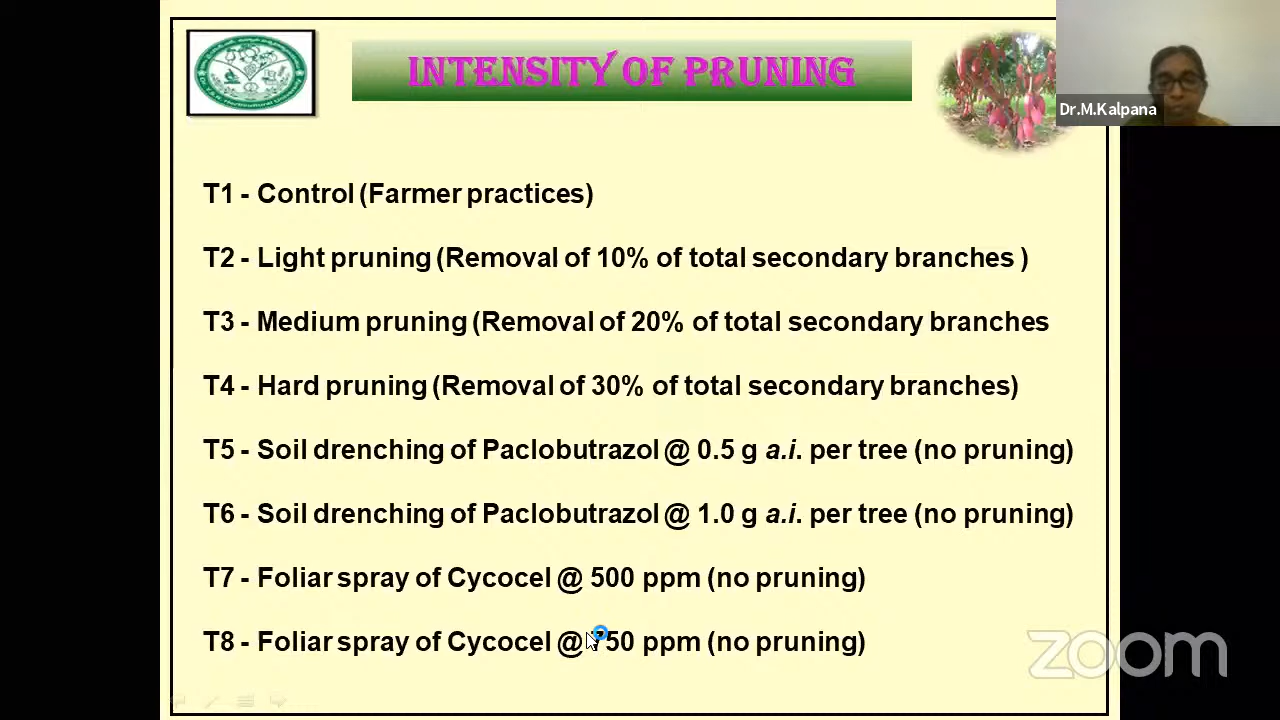 INTENSITY OF PRUNING
Dr.M.Kalpana
T1 - Control (Farmer practices)
T2 - Light pruning (Removal of 10% of total secondary branches )
T3 - Medium pruning (Removal of 20% of total secondary branches
T4 - Hard pruning (Removal of 30% of total secondary branches)
T5 - Soil drenching of Paclobutrazol @ 0.5 g a.i. per tree (no pruning)
T6 - Soil drenching of Paclobutrazol @ 1.0 g a.i. per tree (no pruning)
T7 - Foliar spray of Cycocel @ 500 ppm (no pruning)
T8 - Foliar spray of Cycocel @ 750 ppm (no pruning)
zoom